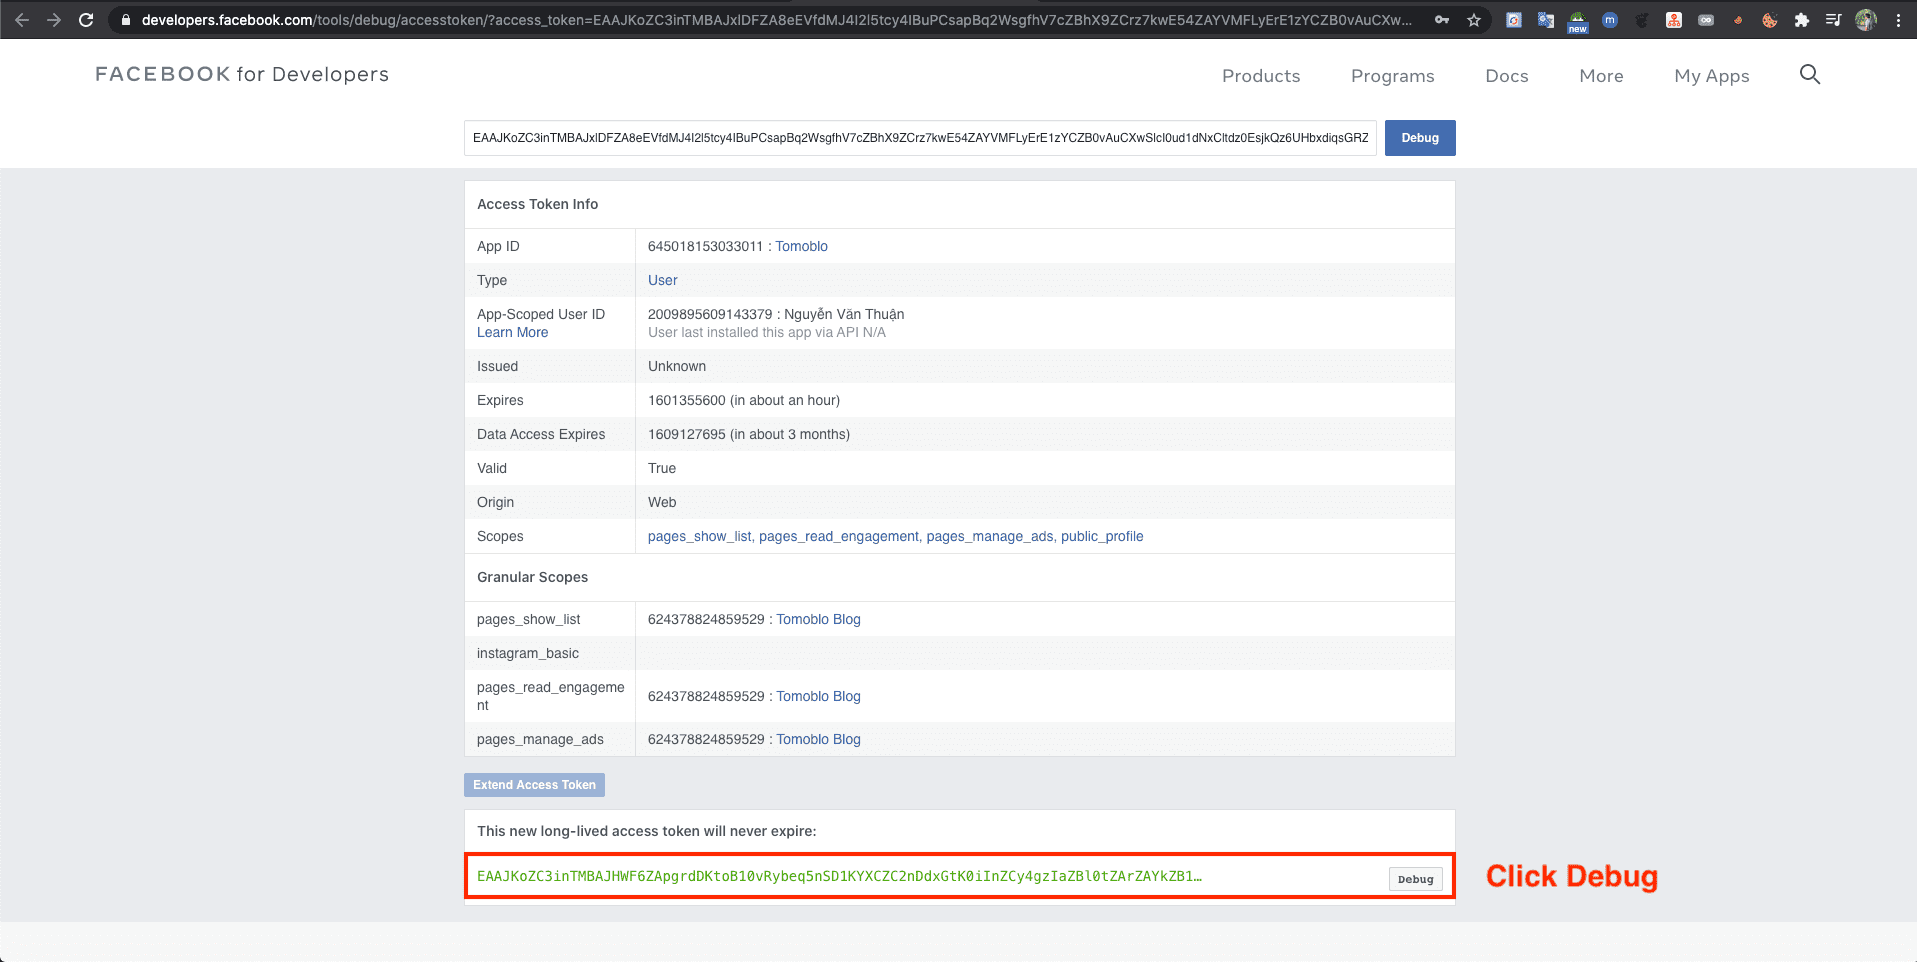 developers.facebook.com/tools/debug/accesstoken/?access_token=EAAJKoZC3inTMBAJxlDFZA8eEVfdMJ4I2l5tcy4IBuPCsapBq2WsgfhV7cZBhX9ZCrz7kwE54ZAYVMFLyErE1zYCZB0vAuCXw...
new
m
FACEBOOK for Developers
Products Programs Docs More My Apps
EAAJKoZC3inTMBAJxlDFZA8eEVfdMJ4I2l5tcy4IBuPCsapBq2WsgfhV7cZBhX9ZCrz7kwE54ZAYVMFLyErE1zYCZB0vAuCXwSlcI0ud1dNxCltdz0EsjkQz6UHbxdiqsGRZ Debug
Access Token Info
App ID 645018153033011 : Tomoblo
Type User
App-Scoped User ID 2009895609143379 : Nguyễn Văn Thuận
Learn More User last installed this app via API N/A
Issued Unknown
Expires 1601355600 (in about an hour)
Data Access Expires 1609127695 (in about 3 months)
Valid True
Origin Web
Scopes pages_show_list, pages_read_engagement, pages_manage_ads, public_profile
Granular Scopes
pages_show_list 624378824859529 : Tomoblo Blog
instagram_basic
pages_read_engageme
nt 624378824859529 : Tomoblo Blog
pages_manage_ads 624378824859529 : Tomoblo Blog
Extend Access Token
This new long-lived access token will never expire:
EAAJKoZC3inTMBAJHWF6ZApgrdDKtoB10vRybeq5nSD1KYXCZC2nDdxGtK0iInZCy4gzIaZBl0tZArZAYkZB1… Debug
Click Debug